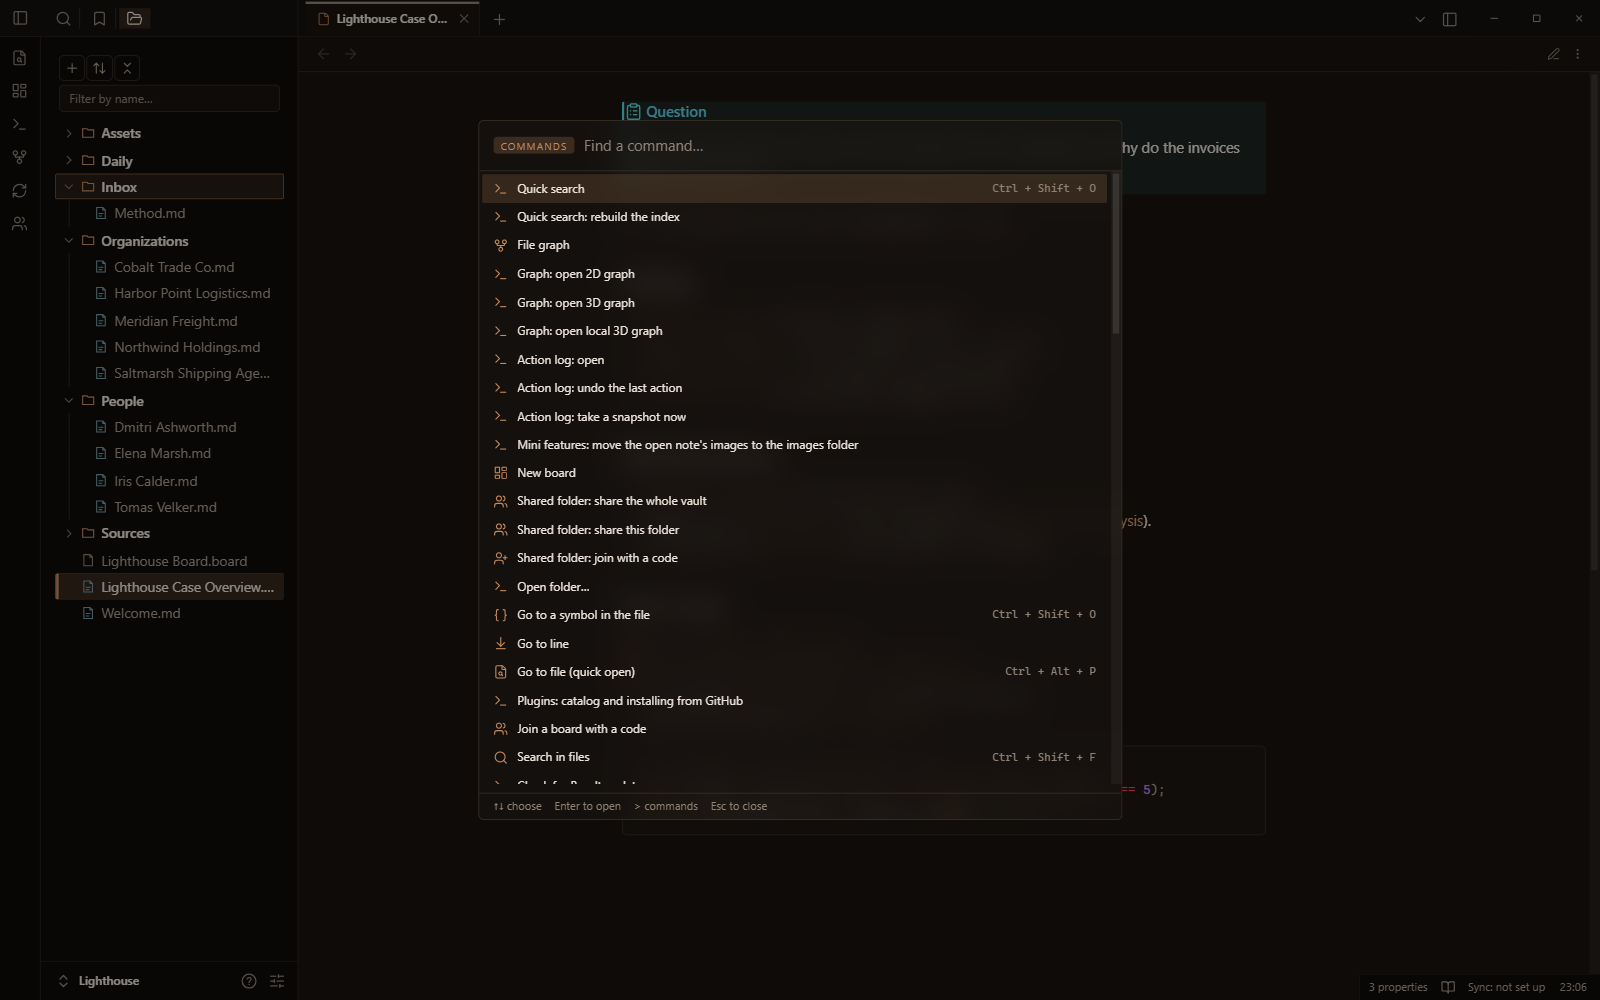 Lighthouse Case O...
Filter by name...
Assets
Daily
Inbox
Method.md
Organizations
Cobalt Trade Co.md
Harbor Point Logistics.md
Meridian Freight.md
Northwind Holdings.md
Saltmarsh Shipping Age...
People
Dmitri Ashworth.md
Elena Marsh.md
Iris Calder.md
Tomas Velker.md
Sources
Lighthouse Board.board
Lighthouse Case Overview....
Welcome.md
Lighthouse
Question
hy do the invoices
COMMANDS Find a command...
Quick search Ctrl + Shift + O
Quick search: rebuild the index
File graph
Graph: open 2D graph
Graph: open 3D graph
Graph: open local 3D graph
Action log: open
Action log: undo the last action
Action log: take a snapshot now
Mini features: move the open note's images to the images folder
New board
Shared folder: share the whole vault
Shared folder: share this folder
Shared folder: join with a code
Open folder...
Go to a symbol in the file Ctrl + Shift + O
Go to line
Go to file (quick open) Ctrl + Alt + P
Plugins: catalog and installing from GitHub
Join a board with a code
Search in files Ctrl + Shift + F
↑↓ choose Enter to open > commands Esc to close
ysis).
== 5);
3 properties Sync: not set up 23:06